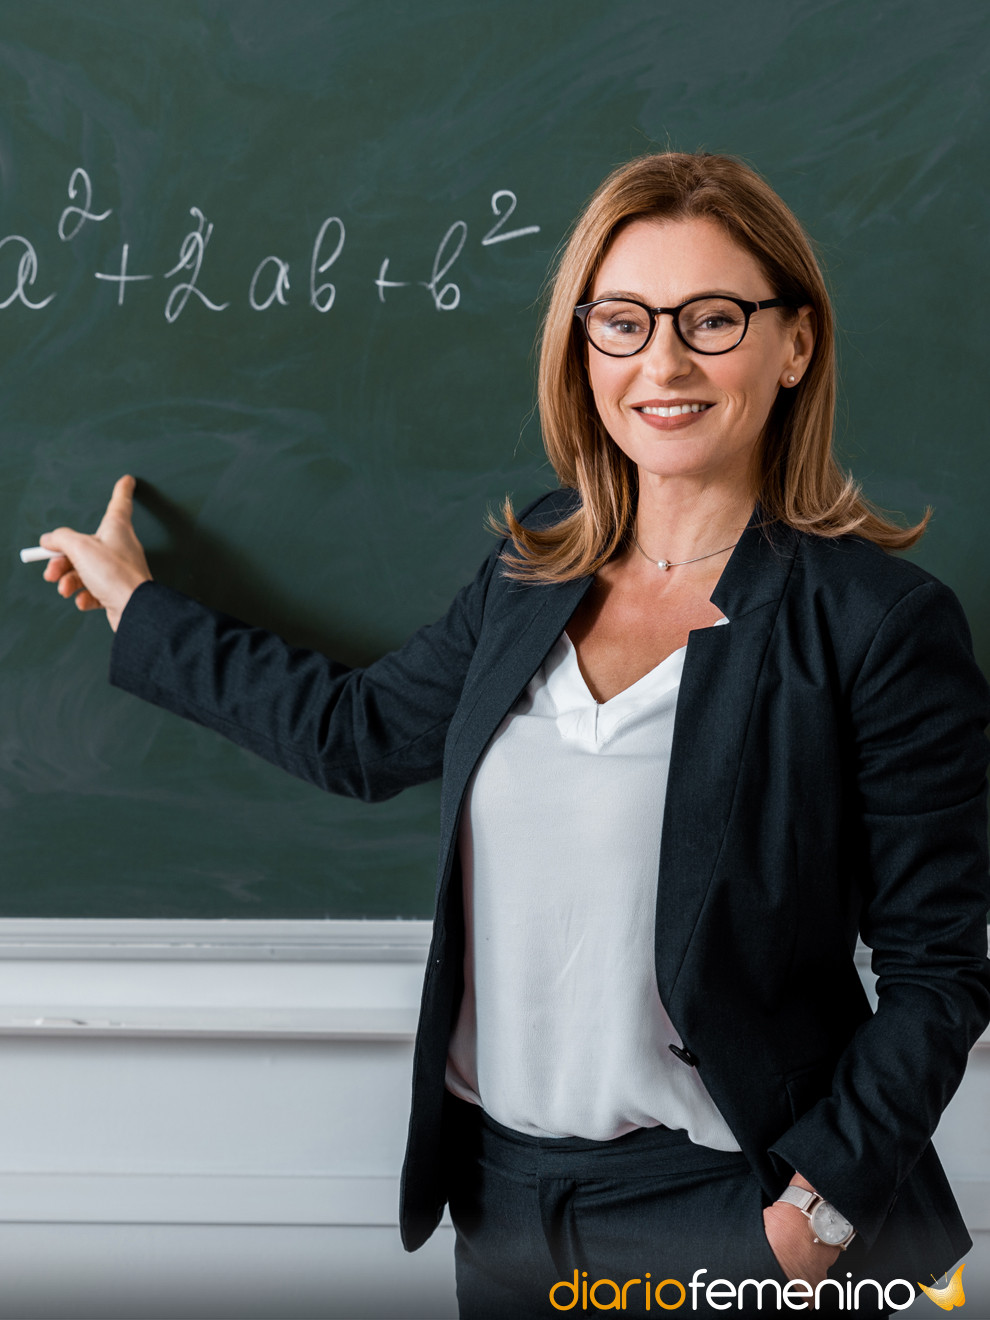 a² + 2ab + b²
diariofemenino